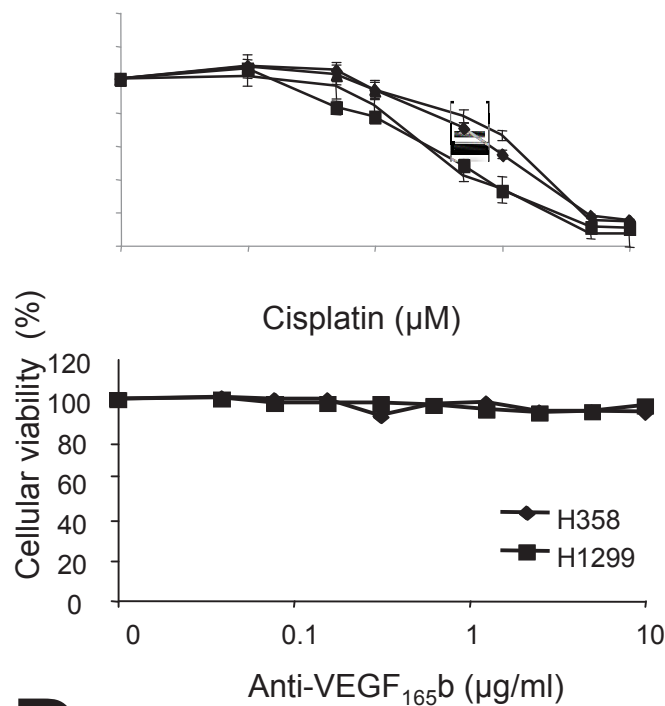 Cisplatin (µM)
Cellular viability (%)
120
100
80
60
40
20
0
H358
H1299
0 0.1 1 10
Anti-VEGF₁₆₅b (µg/ml)